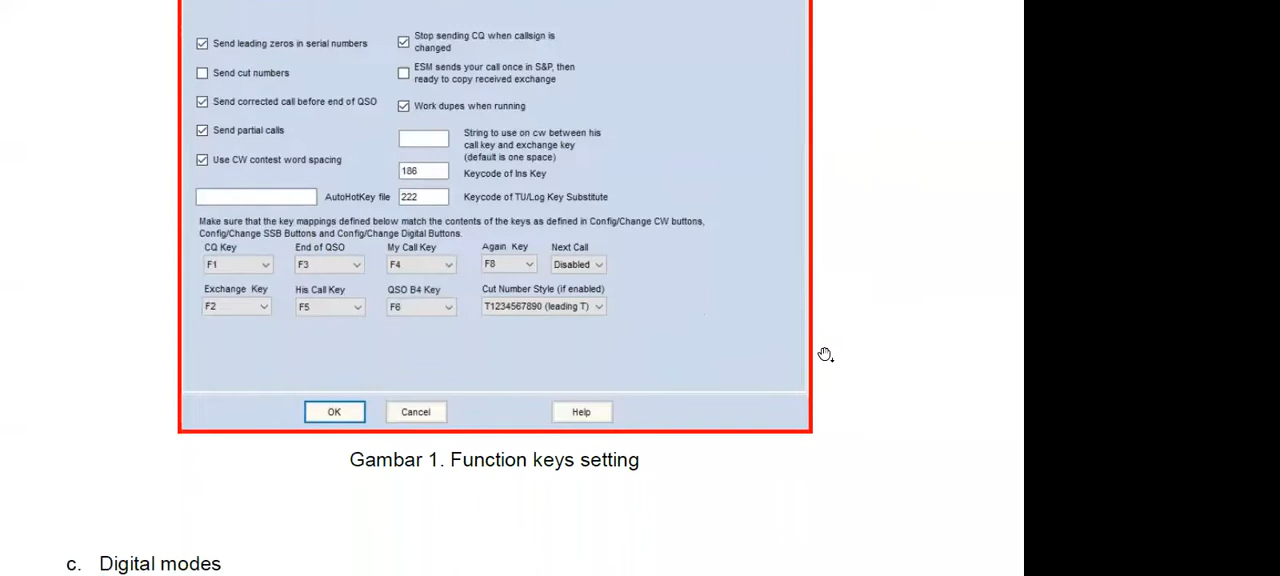 Send leading zeros in serial numbers
Stop sending CQ when callsign is
changed
Send cut numbers
ESM sends your call once in S&P, then
ready to copy received exchange
Send corrected call before end of QSO
Work dupes when running
Send partial calls
String to use on cw between his
call key and exchange key
(default is one space)
Use CW contest word spacing
186
Keycode of Ins Key
AutoHotKey file
222
Keycode of TU/Log Key Substitute
Make sure that the key mappings defined below match the contents of the keys as defined in Config/Change CW buttons,
Config/Change SSB Buttons and Config/Change Digital Buttons.
CQ Key
End of QSO
My Call Key
Again Key
Next Call
F1
F3
F4
F8
Disabled
Exchange Key
His Call Key
QSO B4 Key
Cut Number Style (if enabled)
F2
F5
F6
T1234567890 (leading T)
OK
Cancel
Help
Gambar 1. Function keys setting
c. Digital modes